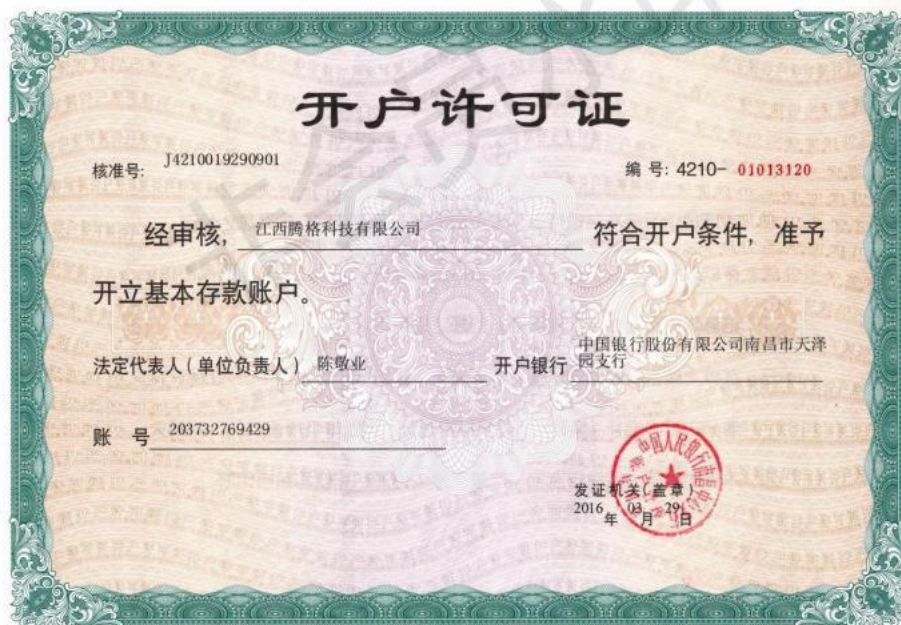 开户许可证
核准号: J4210019290901
编 号: 4210- 01013120
经审核, 江西腾格科技有限公司 符合开户条件, 准予
开立基本存款账户。
法定代表人(单位负责人) 陈敬业 开户银行 中国银行股份有限公司南昌市天泽
园支行
账 号 203732769429
发证机关(盖章)
2016 年 03 月 29 日